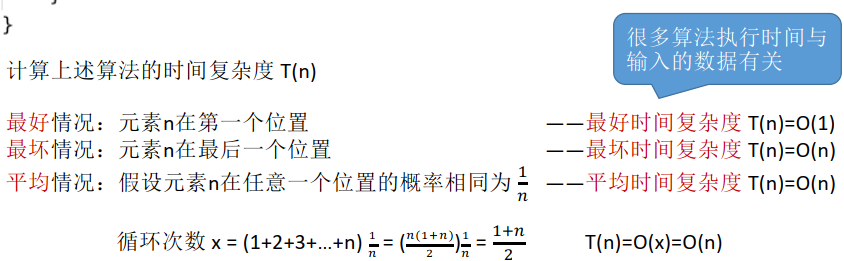 }
很多算法执行时间与
输入的数据有关
计算上述算法的时间复杂度 T(n)
最好情况：元素n在第一个位置 ——最好时间复杂度 T(n)=O(1)
最坏情况：元素n在最后一个位置 ——最坏时间复杂度 T(n)=O(n)
平均情况：假设元素n在任意一个位置的概率相同为 1/n ——平均时间复杂度 T(n)=O(n)
循环次数 x = (1+2+3+...+n) 1/n = (n(1+n)/2) 1/n = (1+n)/2 T(n)=O(x)=O(n)